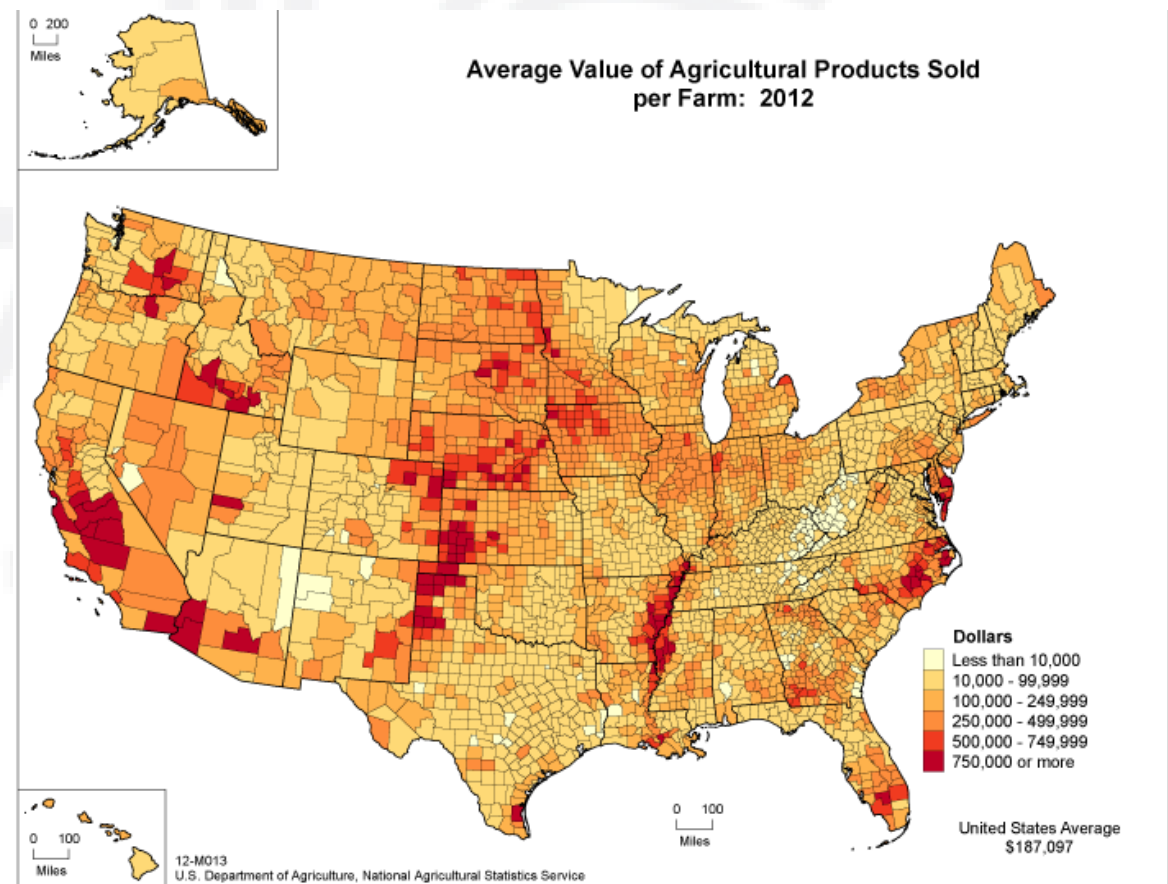 0 200
Miles
Average Value of Agricultural Products Sold
per Farm: 2012
Dollars
Less than 10,000
10,000 - 99,999
100,000 - 249,999
250,000 - 499,999
500,000 - 749,999
750,000 or more
0 100
Miles
United States Average
$187,097
0 100
Miles
12-M013
U.S. Department of Agriculture, National Agricultural Statistics Service